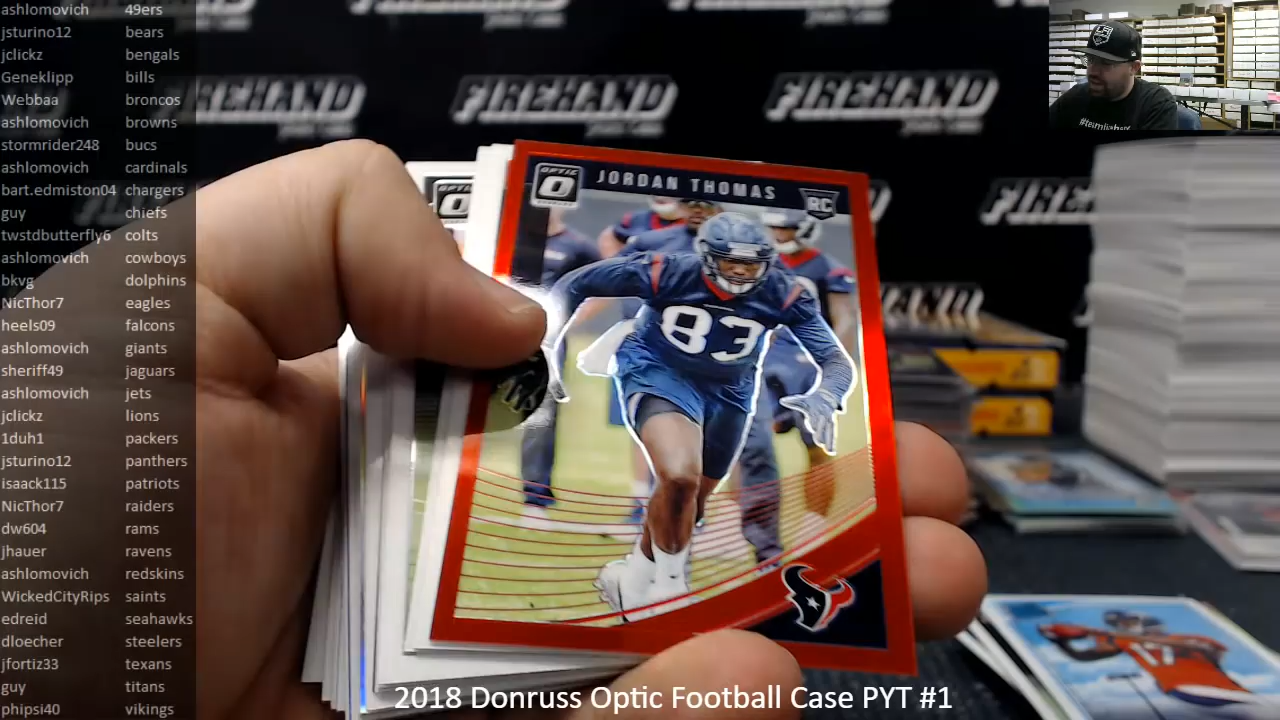 ashlomovich 49ers
jsturino12 bears
jclickz bengals
Geneklipp bills
Webbaa broncos
ashlomovich browns
stormrider248 bucs
ashlomovich cardinals
bart.edmiston04 chargers
guy chiefs
twstdbutterfly6 colts
ashlomovich cowboys
bkvg dolphins
NicThor7 eagles
heels09 falcons
ashlomovich giants
sheriff49 jaguars
ashlomovich jets
jclickz lions
1duh1 packers
jsturino12 panthers
isaack115 patriots
NicThor7 raiders
dw604 rams
jhauer ravens
ashlomovich redskins
WickedCityRips saints
edreid seahawks
dloecher steelers
jfortiz33 texans
guy titans
phipsi40 vikings
FIREHAND
FIREHAND
FIREHAND
FIRE
OPTIC
OPTIC
JORDAN THOMAS
RC
83
17
2018 Donruss Optic Football Case PYT #1